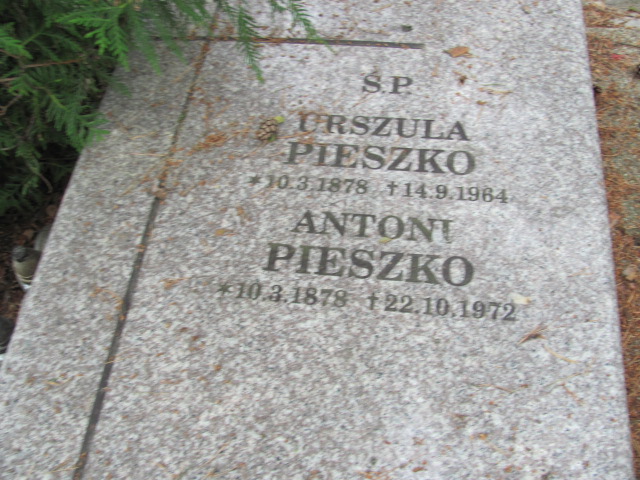 Ś.P.
URSZULA
PIESZKO
*10.3.1878 †14.9.1964
ANTONI
PIESZKO
*10.3.1878 †22.10.1972